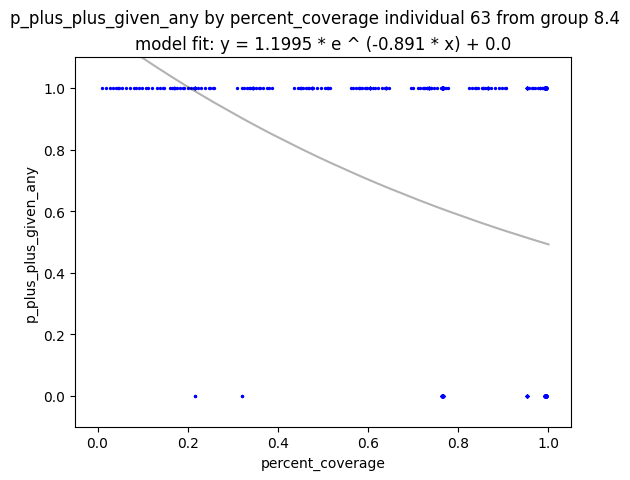 p_plus_plus_given_any by percent_coverage individual 63 from group 8.4
model fit: y = 1.1995 * e ^ (-0.891 * x) + 0.0
1.0
0.8
0.6
0.4
0.2
0.0
p_plus_plus_given_any
0.0 0.2 0.4 0.6 0.8 1.0
percent_coverage